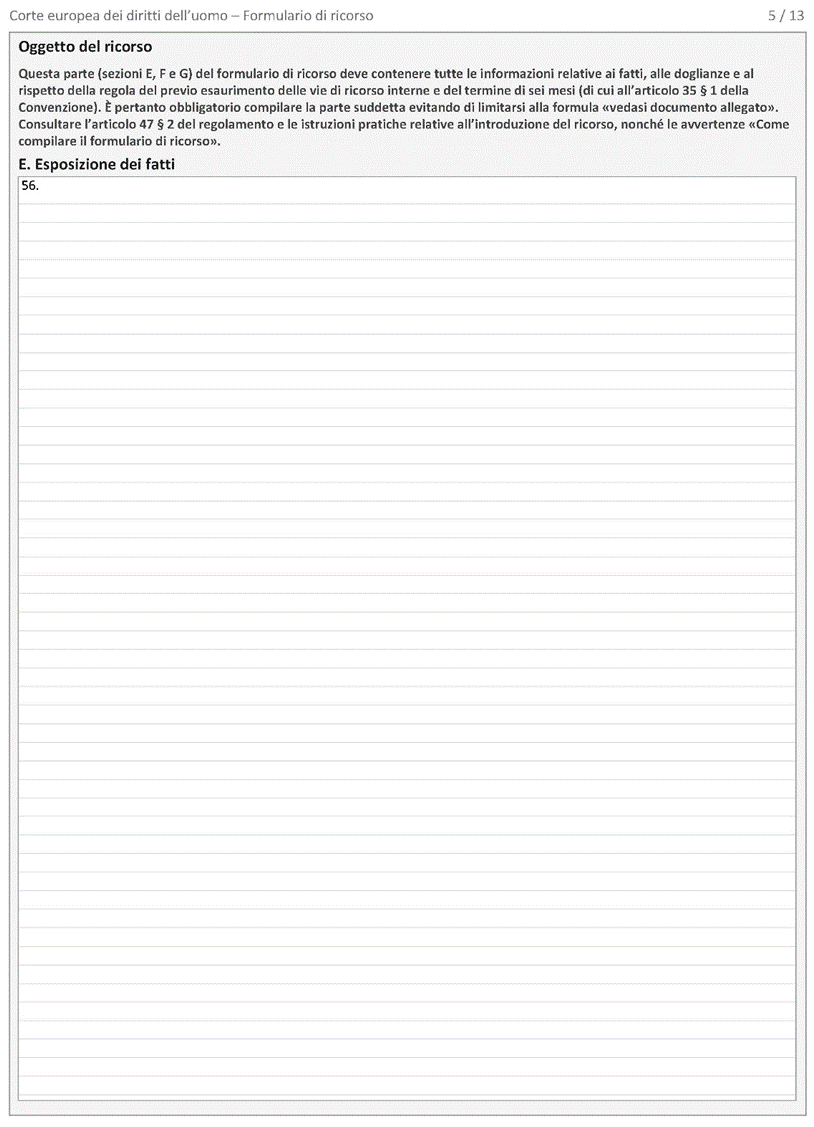 Corte europea dei diritti dell'uomo – Formulario di ricorso 5 / 13
Oggetto del ricorso
Questa parte (sezioni E, F e G) del formulario di ricorso deve contenere tutte le informazioni relative ai fatti, alle doglianze e al
rispetto della regola del previo esaurimento delle vie di ricorso interne e del termine di sei mesi (di cui all'articolo 35 § 1 della
Convenzione). È pertanto obbligatorio compilare la parte suddetta evitando di limitarsi alla formula «vedasi documento allegato».
Consultare l'articolo 47 § 2 del regolamento e le istruzioni pratiche relative all'introduzione del ricorso, nonché le avvertenze «Come
compilare il formulario di ricorso».
E. Esposizione dei fatti
56.